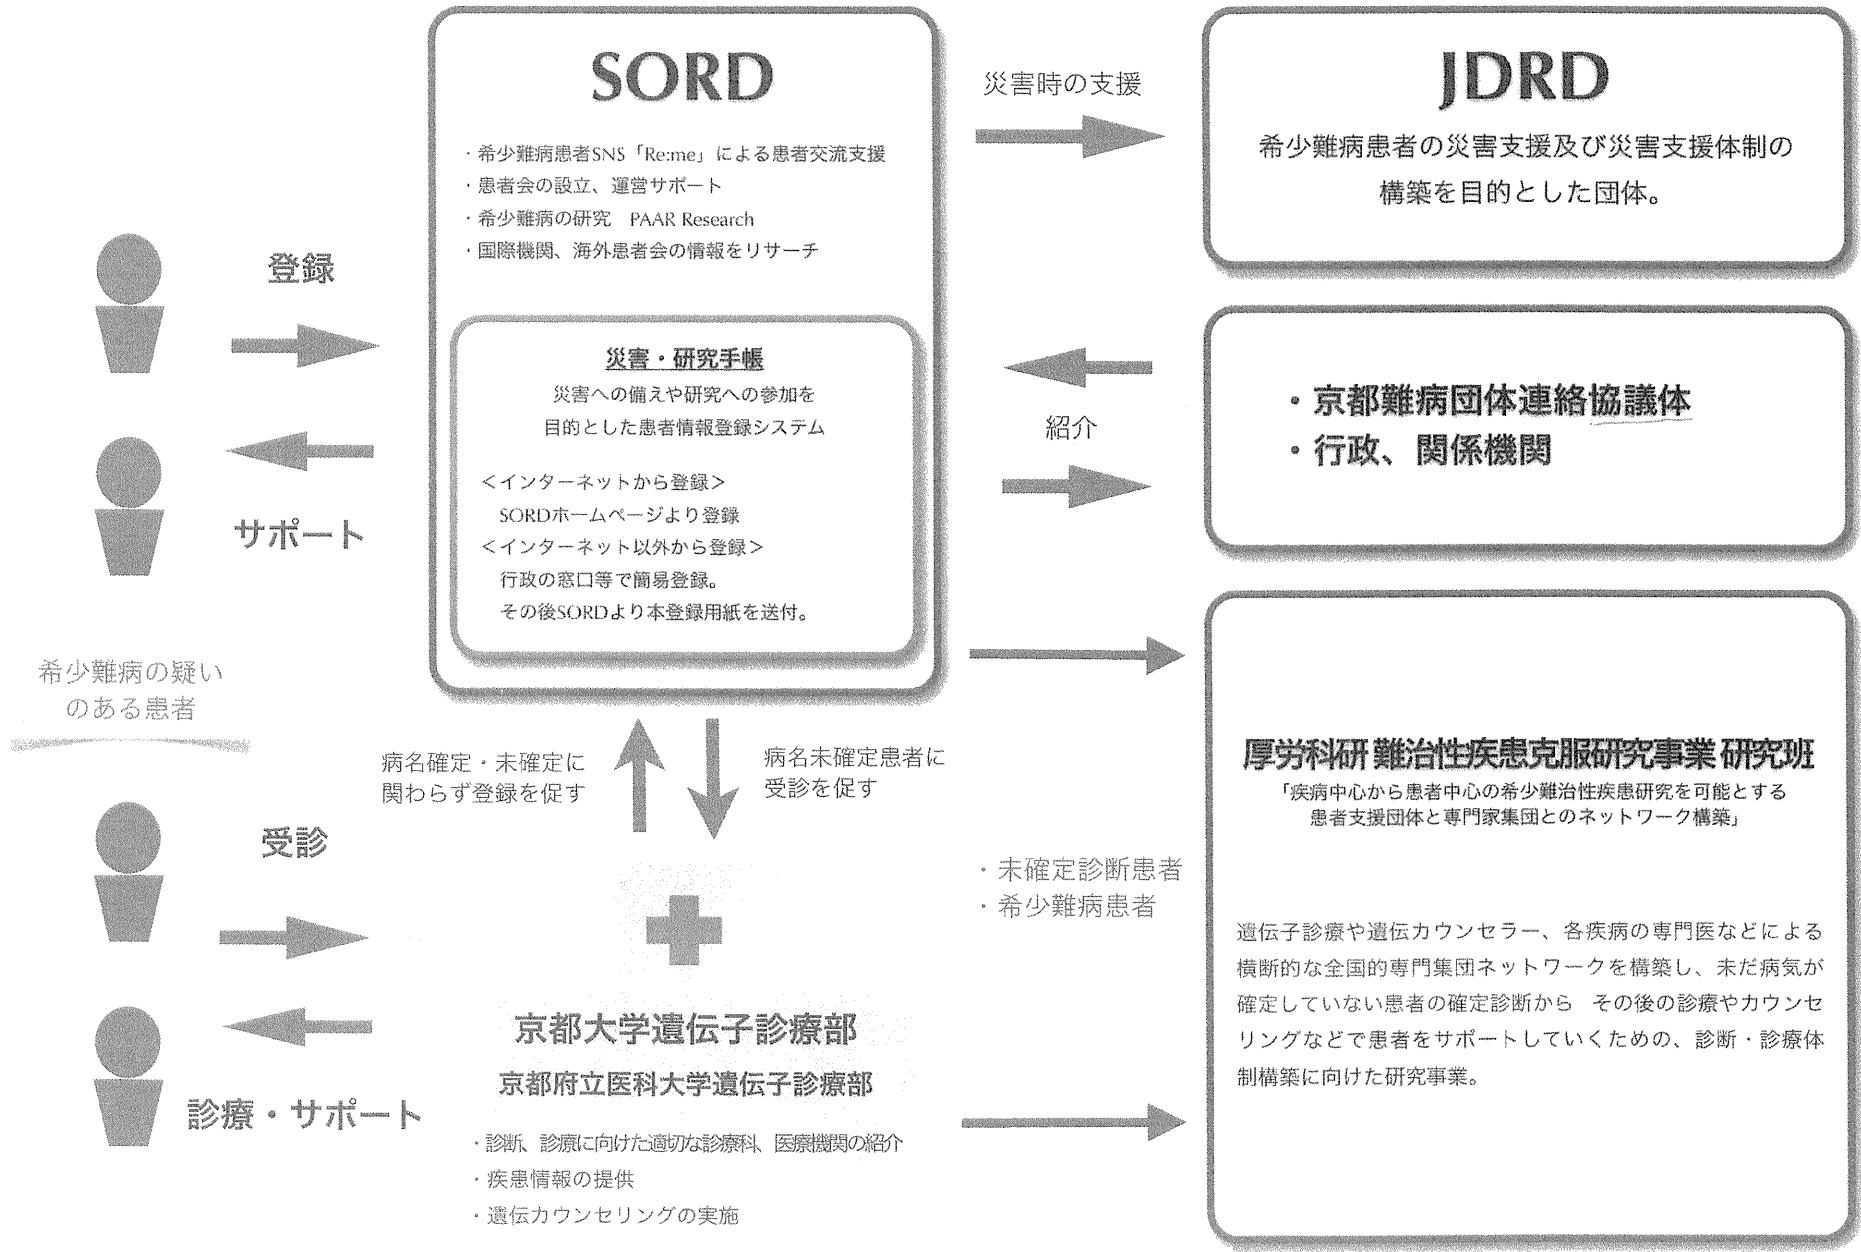 SORD
・希少難病患者SNS「Re:me」による患者交流支援
・患者会の設立、運営サポート
・希少難病の研究　PAAR Research
・国際機関、海外患者会の情報をリサーチ
災害・研究手帳
災害への備えや研究への参加を
目的とした患者情報登録システム
＜インターネットから登録＞
SORDホームページより登録
＜インターネット以外から登録＞
行政の窓口等で簡易登録。
その後SORDより本登録用紙を送付。
登録
サポート
希少難病の疑い
のある患者
受診
診療・サポート
病名確定・未確定に
関わらず登録を促す
病名未確定患者に
受診を促す
京都大学遺伝子診療部
京都府立医科大学遺伝子診療部
・診断、診療に向けた適切な診療科、医療機関の紹介
・疾患情報の提供
・遺伝カウンセリングの実施
災害時の支援
紹介
・未確定診断患者
・希少難病患者
JDRD
希少難病患者の災害支援及び災害支援体制の
構築を目的とした団体。
・京都難病団体連絡協議体
・行政、関係機関
厚労科研 難治性疾患克服研究事業 研究班
「疾病中心から患者中心の希少難治性疾患研究を可能とする
患者支援団体と専門家集団とのネットワーク構築」
遺伝子診療や遺伝カウンセラー、各疾病の専門医などによる
横断的な全国的専門集団ネットワークを構築し、未だ病気が
確定していない患者の確定診断から　その後の診療やカウンセ
リングなどで患者をサポートしていくための、診断・診療体
制構築に向けた研究事業。